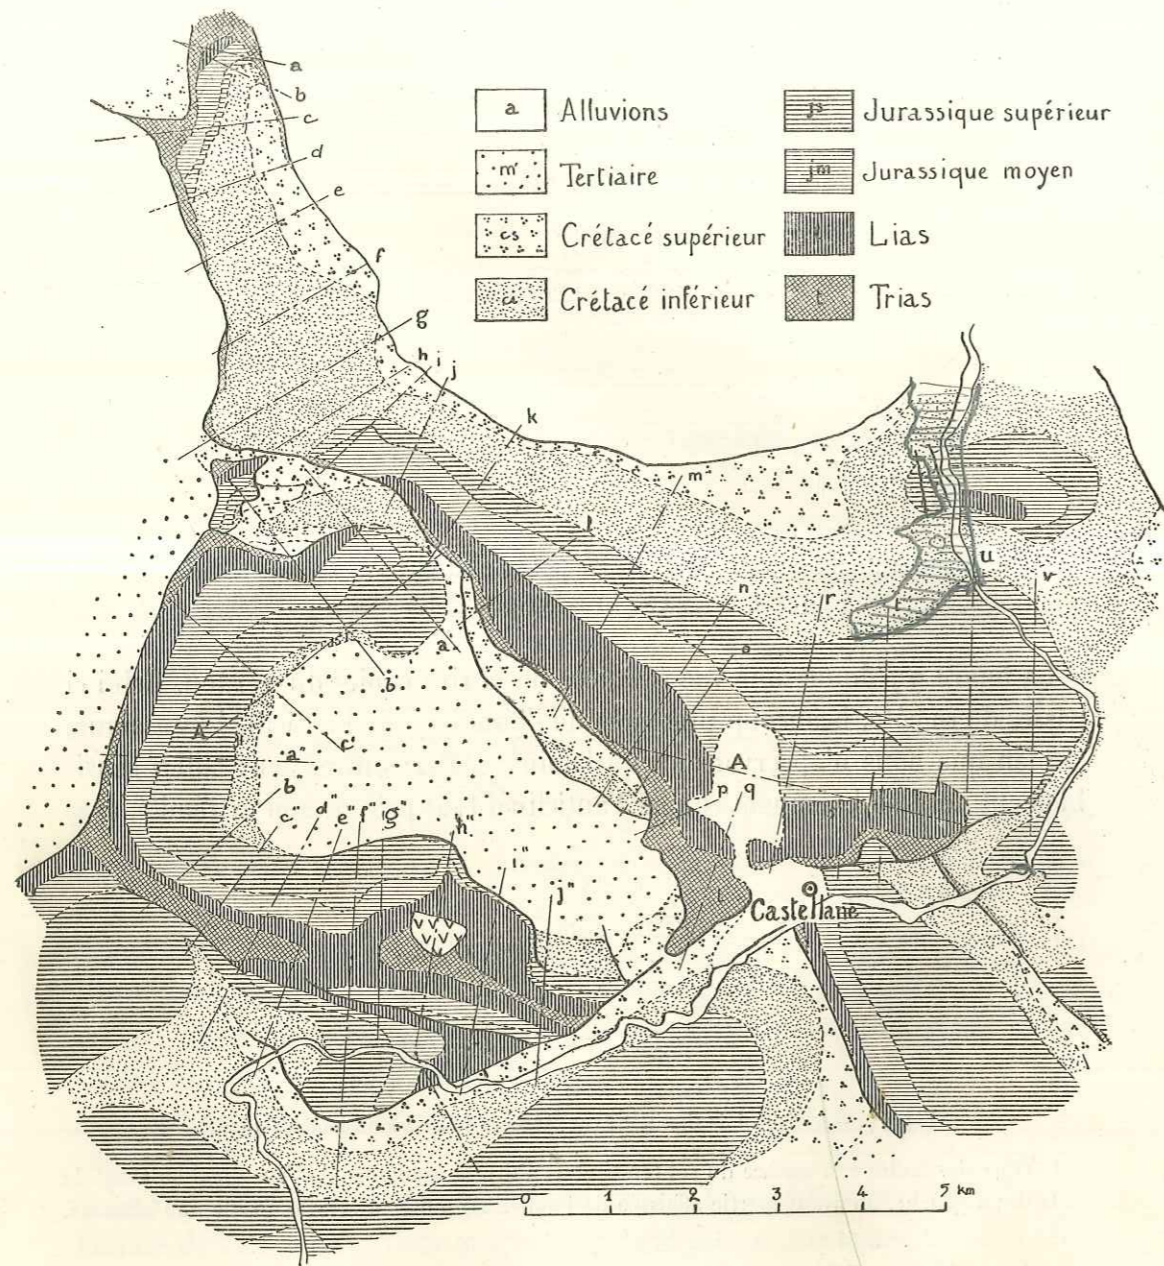 a Alluvions
m' Tertiaire
cs Crétacé supérieur
ci Crétacé inférieur
js Jurassique supérieur
jm Jurassique moyen
Lias
t Trias
a
b
c
d
e
f
g
h
i
j
k
l
m
n
o
r
u
v
A
p
q
a'
b'
c'
A'
a"
b"
c"
d"
e"
f"
g"
h"
i"
j"
v v v
v v
t
Castellane
0 1 2 3 4 5 km